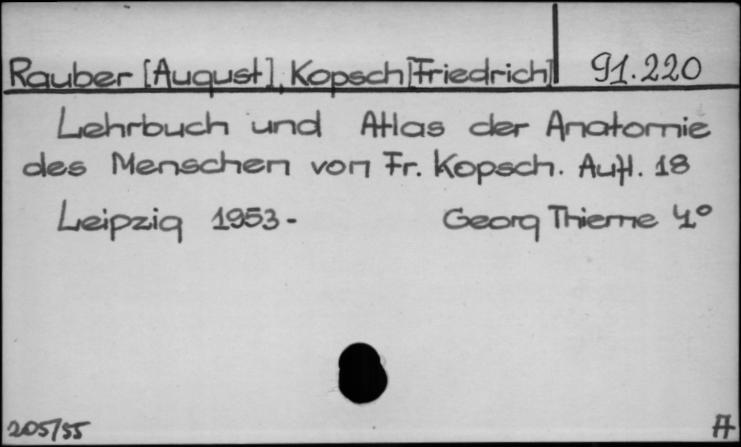 Rauber [August], Kopsch [Friedrich] 91.220
Lehrbuch und Atlas der Anatomie
des Menschen von Fr. Kopsch. Aufl. 18
Leipzig 1953- Georg Thieme 4°
205/55 A